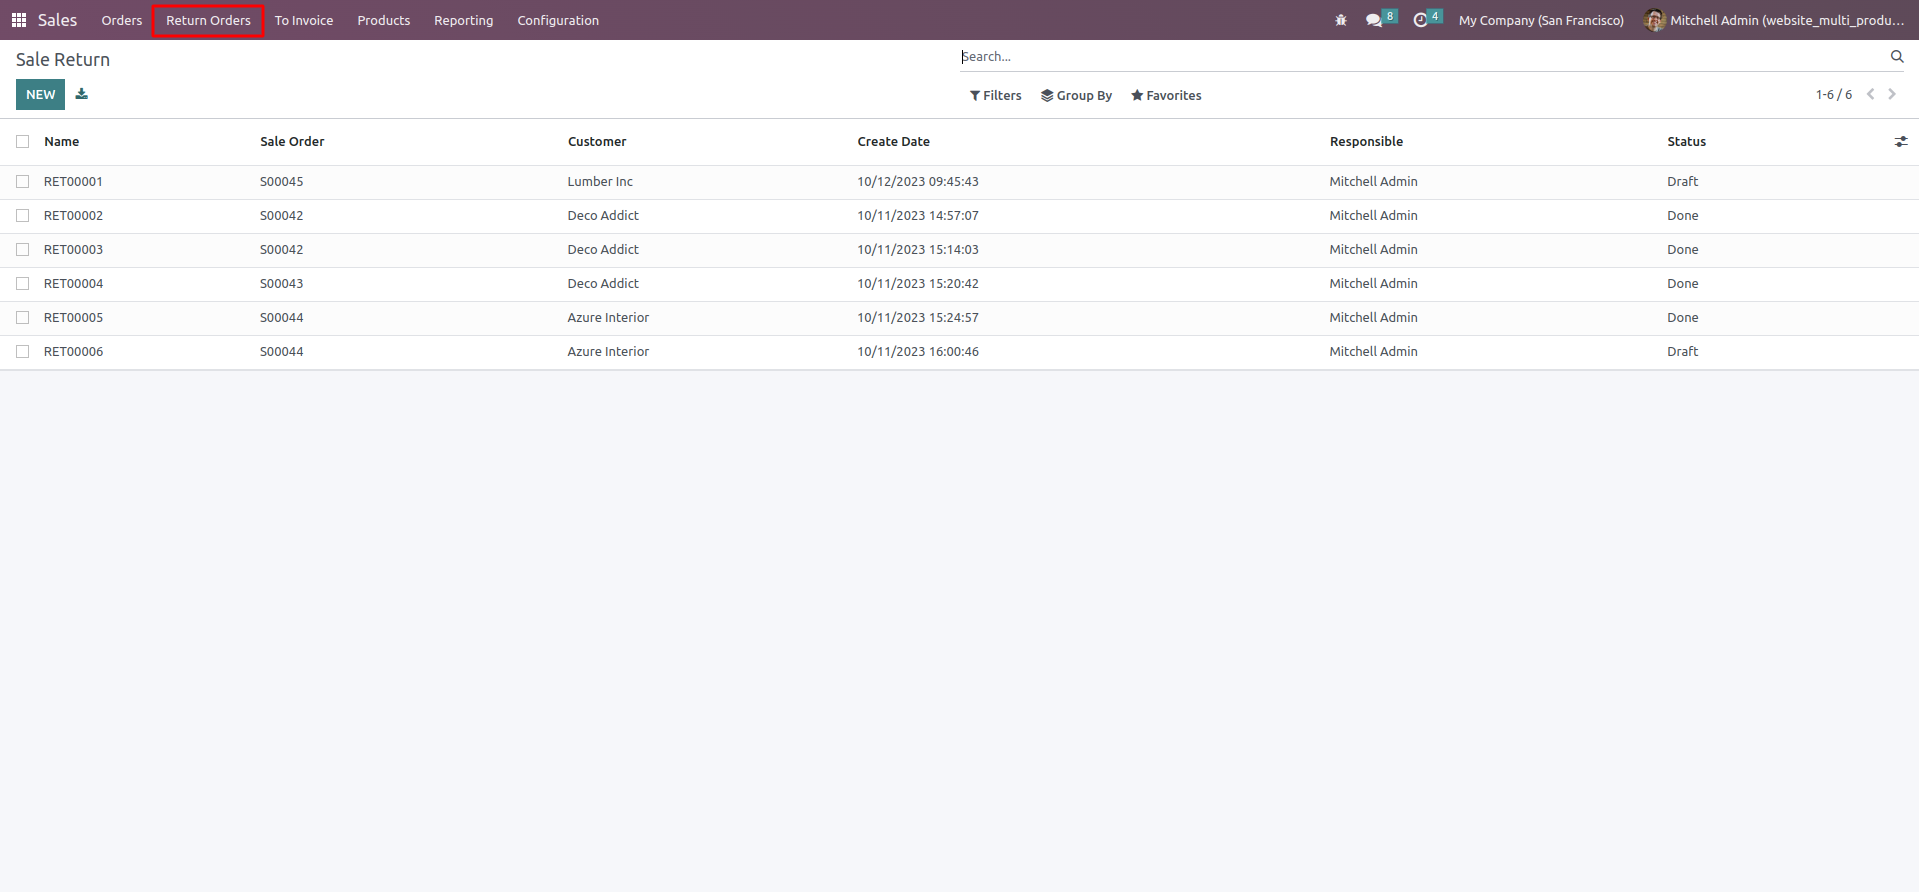 Sales Orders Return Orders To Invoice Products Reporting Configuration 8 4 My Company (San Francisco) Mitchell Admin (website_multi_produ...
Sale Return Search...
NEW Filters Group By Favorites 1-6 / 6
Name Sale Order Customer Create Date Responsible Status
RET00001 S00045 Lumber Inc 10/12/2023 09:45:43 Mitchell Admin Draft
RET00002 S00042 Deco Addict 10/11/2023 14:57:07 Mitchell Admin Done
RET00003 S00042 Deco Addict 10/11/2023 15:14:03 Mitchell Admin Done
RET00004 S00043 Deco Addict 10/11/2023 15:20:42 Mitchell Admin Done
RET00005 S00044 Azure Interior 10/11/2023 15:24:57 Mitchell Admin Done
RET00006 S00044 Azure Interior 10/11/2023 16:00:46 Mitchell Admin Draft